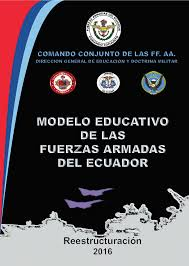 COMANDO CONJUNTO DE LAS FF. AA.
DIRECCION GENERAL DE EDUCACIÓN Y DOCTRINA MILITAR
MODELO EDUCATIVO
DE LAS
FUERZAS ARMADAS
DEL ECUADOR
Reestructuración
2016